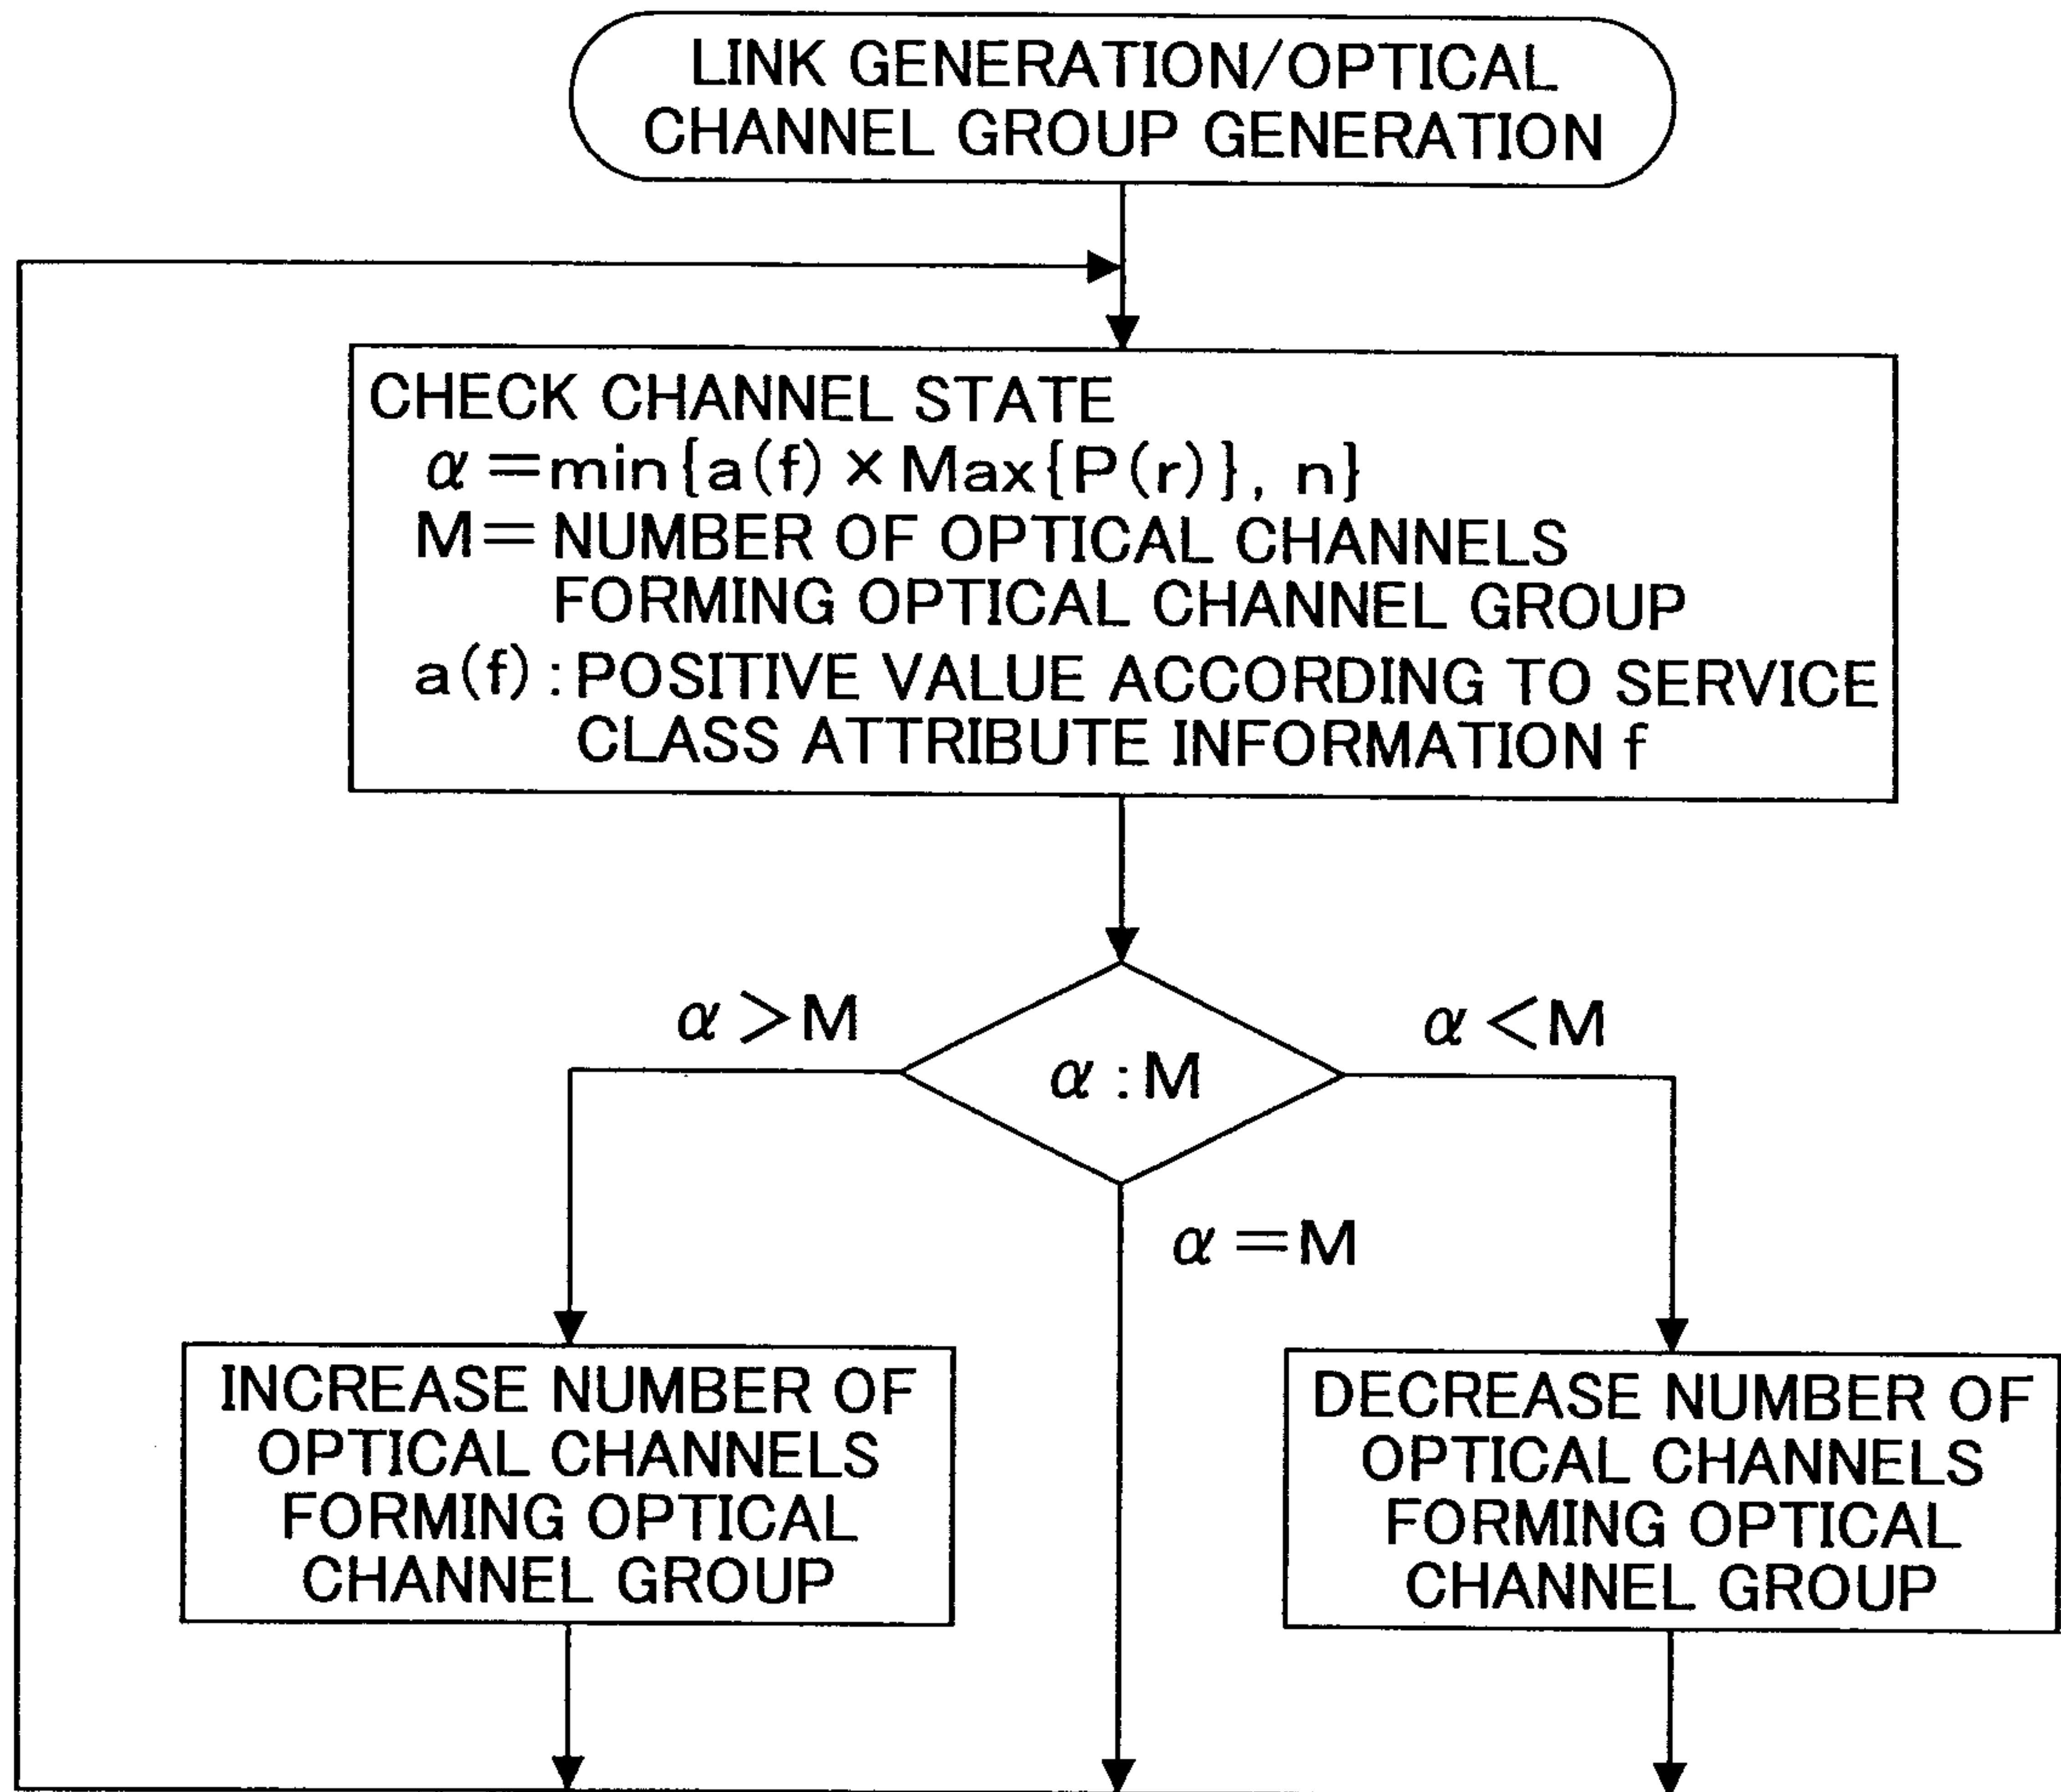 LINK GENERATION/OPTICAL
CHANNEL GROUP GENERATION
CHECK CHANNEL STATE
α=min{a(f)×Max{P(r)}, n}
M=NUMBER OF OPTICAL CHANNELS
FORMING OPTICAL CHANNEL GROUP
a(f):POSITIVE VALUE ACCORDING TO SERVICE
CLASS ATTRIBUTE INFORMATION f
α>M
α<M
α:M
α=M
INCREASE NUMBER OF
OPTICAL CHANNELS
FORMING OPTICAL
CHANNEL GROUP
DECREASE NUMBER OF
OPTICAL CHANNELS
FORMING OPTICAL
CHANNEL GROUP